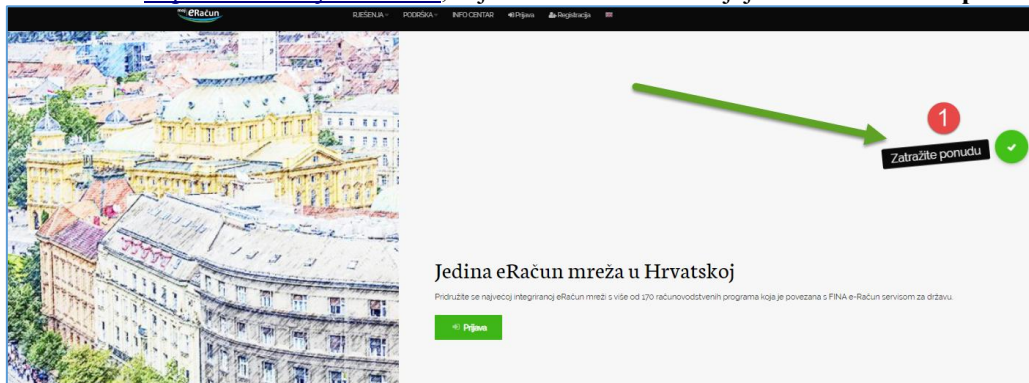 moj eRačun
RJEŠENJA PODRŠKA INFO CENTAR Prijava Registracija
1
Zatražite ponudu
Jedina eRačun mreža u Hrvatskoj
Pridružite se najvećoj integriranoj eRačun mreži s više od 170 računovodstvenih programa koja je povezana s FINA e-Račun servisom za državu.
Prijava